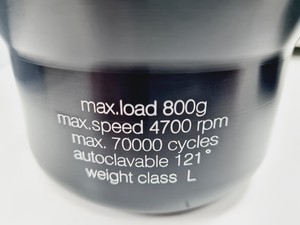 max.load 800g
max.speed 4700 rpm
max. 70000 cycles
autoclavable 121°
weight class L